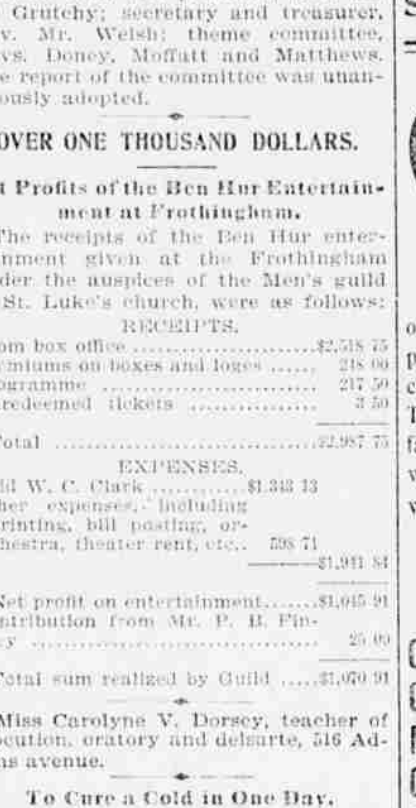 Grutchy; secretary and treasurer,
v. Mr. Welsh; theme committee,
vs. Doney, Moffatt and Matthews.
e report of the committee was unan-
ously adopted.
OVER ONE THOUSAND DOLLARS.
t Profits of the Ben Hur Entertain-
ment at Frothingham.
The receipts of the Ben Hur enter-
inment given at the Frothingham
der the auspices of the Men's guild
St. Luke's church, were as follows:
RECEIPTS.
om box office ........................$2,518 75
emiums on boxes and loges ...... 218 00
ogramme ...................... 217 50
redeemed tickets ................ 3 50
Total ..............................$2,987 75
EXPENSES.
id W. C. Clark ............$1,343 13
her expenses, including
rinting, bill posting, or-
hestra, theater rent, etc.. 598 71
$1,941 84
Net profit on entertainment......$1,045 91
ntribution from Mr. P. B. Fin-
y ................................. 25 00
Total sum realized by Guild .....$1,070 91
Miss Carolyne V. Dorsey, teacher of
ocution, oratory and delsarte, 516 Ad-
ms avenue.
To Cure a Cold in One Day.